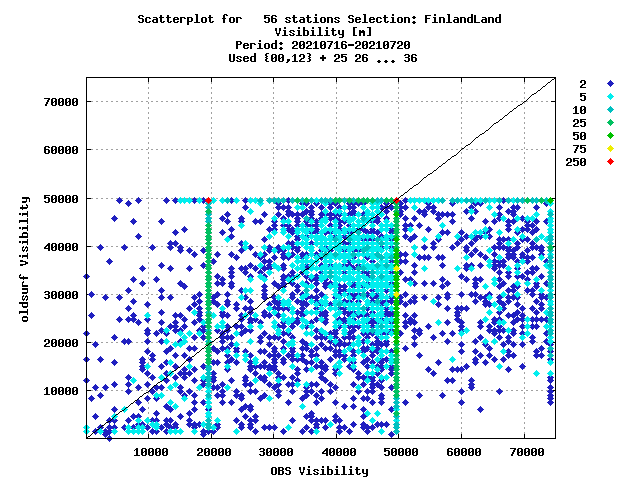 Scatterplot for 56 stations Selection: FinlandLand
Visibility [m]
Period: 20210716-20210720
Used {00,12} + 25 26 ... 36
2
5
10
25
50
75
250
oldsurf Visibility
70000
60000
50000
40000
30000
20000
10000
10000 20000 30000 40000 50000 60000 70000
OBS Visibility